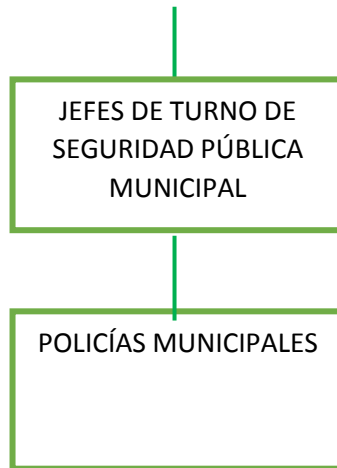 JEFES DE TURNO DE
SEGURIDAD PÚBLICA
MUNICIPAL
POLICÍAS MUNICIPALES